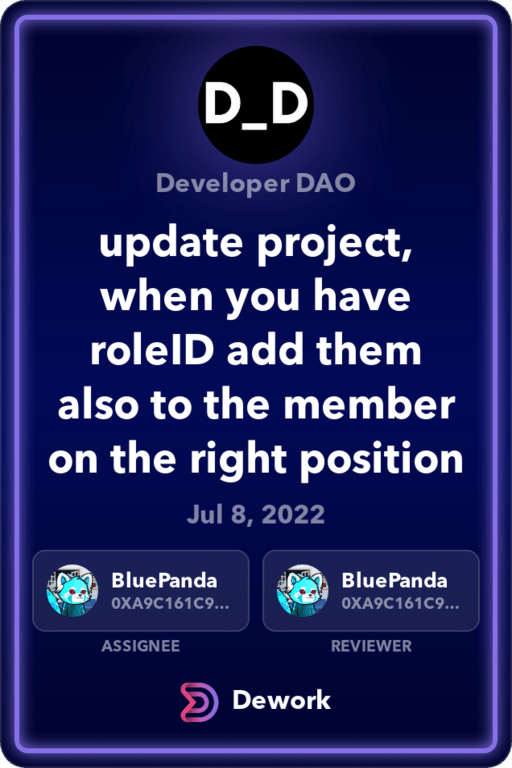 D_D
Developer DAO
update project,
when you have
roleID add them
also to the member
on the right position
Jul 8, 2022
BluePanda
0XA9C161C9...
ASSIGNEE
BluePanda
0XA9C161C9...
REVIEWER
Dework